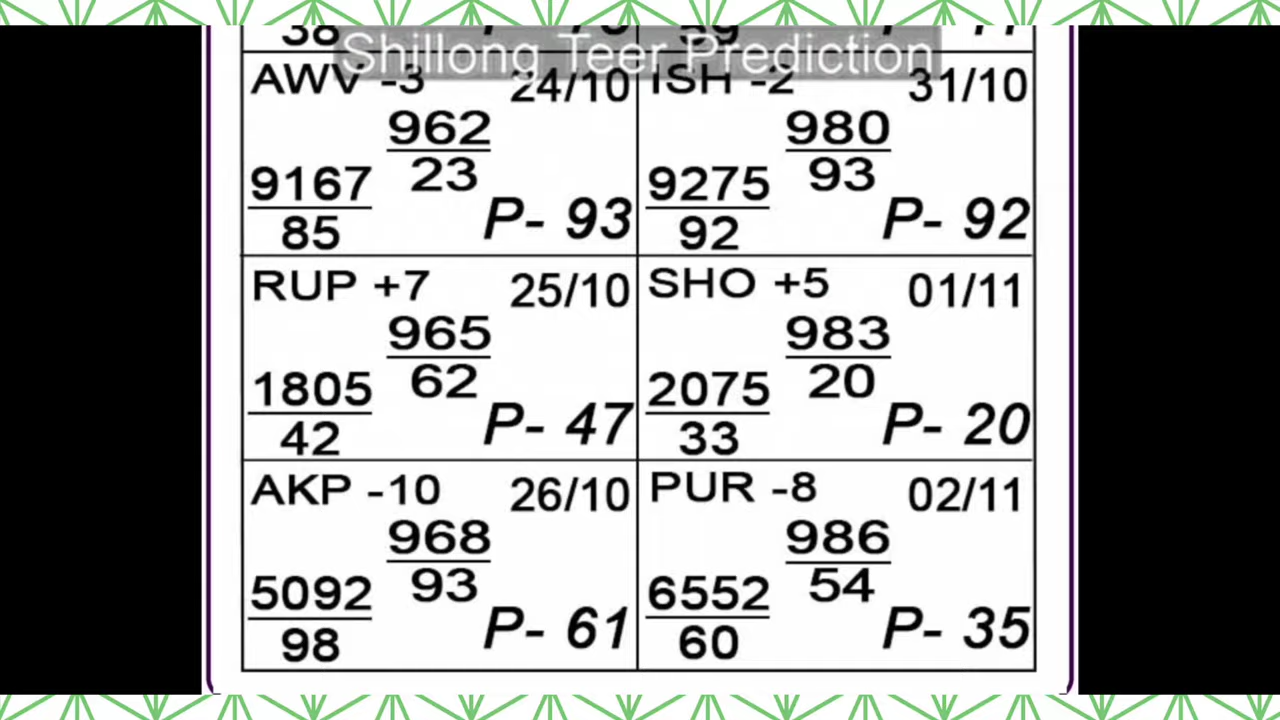 Shillong Teer Prediction
38
59
AWV -3 24/10
962
23
9167
85
P- 93
ISH -2 31/10
980
93
9275
92
P- 92
RUP +7 25/10
965
62
1805
42
P- 47
SHO +5 01/11
983
20
2075
33
P- 20
AKP -10 26/10
968
93
5092
98
P- 61
PUR -8 02/11
986
54
6552
60
P- 35